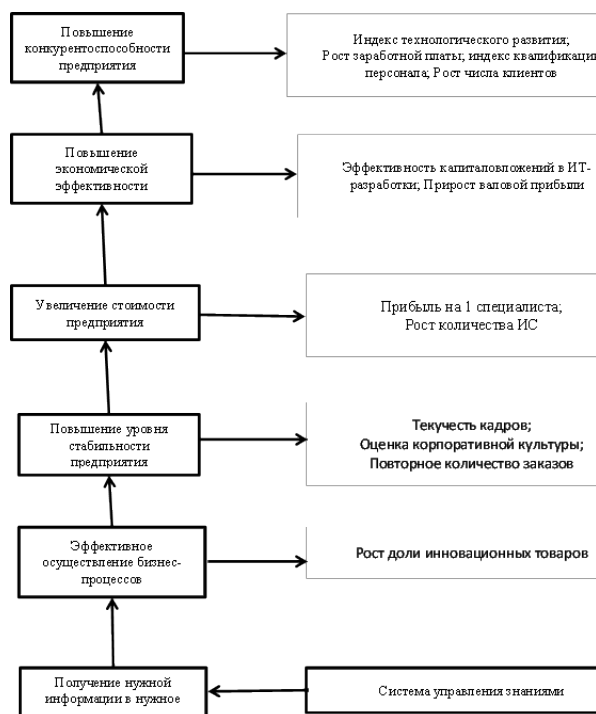 Повышение
конкурентоспособности
предприятия
Индекс технологического развития;
Рост заработной платы; индекс квалификации
персонала; Рост числа клиентов
Повышение
экономической
эффективности
Эффективность капиталовложений в ИТ-
разработки; Прирост валовой прибыли
Увеличение стоимости
предприятия
Прибыль на 1 специалиста;
Рост количества ИС
Повышение уровня
стабильности
предприятия
Текучесть кадров;
Оценка корпоративной культуры;
Повторное количество заказов
Эффективное
осуществление бизнес-
процессов
Рост доли инновационных товаров
Получение нужной
информации в нужное
Система управления знаниями